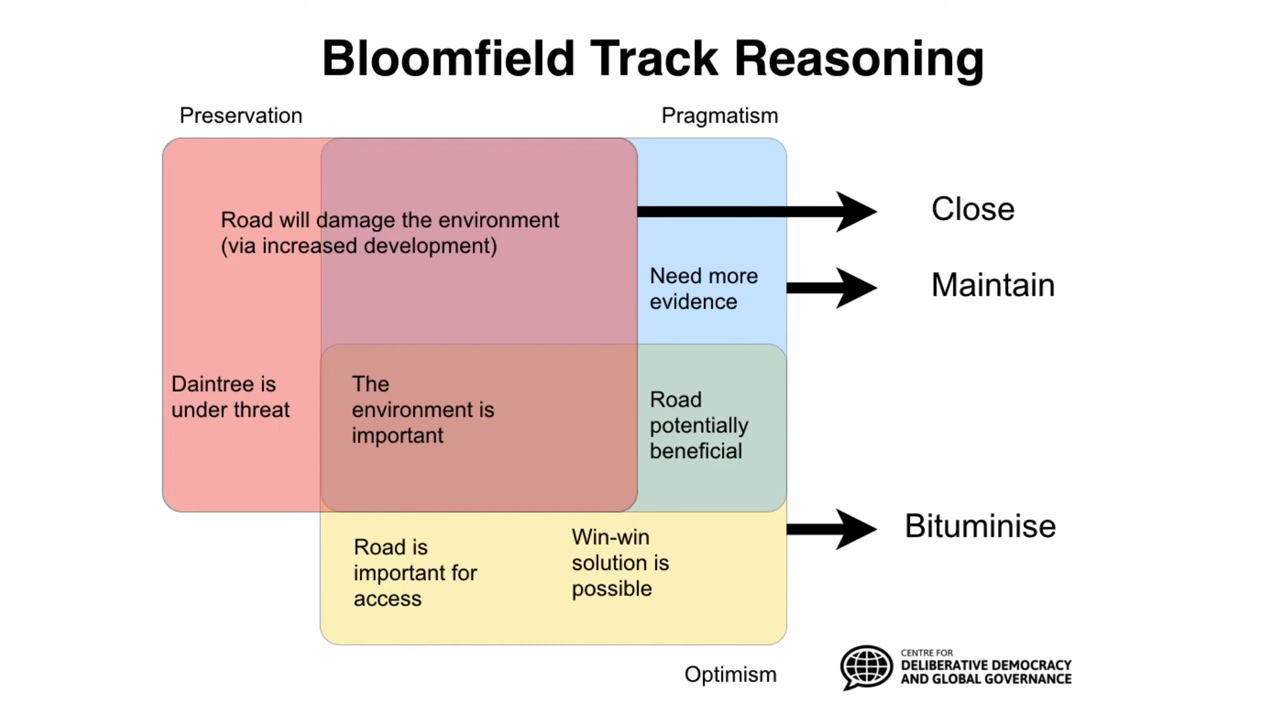 Bloomfield Track Reasoning
Preservation
Pragmatism
Road will damage the environment
(via increased development)
Close
Need more
evidence
Maintain
Daintree is
under threat
The
environment is
important
Road
potentially
beneficial
Bituminise
Road is
important for
access
Win-win
solution is
possible
Optimism
CENTRE FOR
DELIBERATIVE DEMOCRACY
AND GLOBAL GOVERNANCE